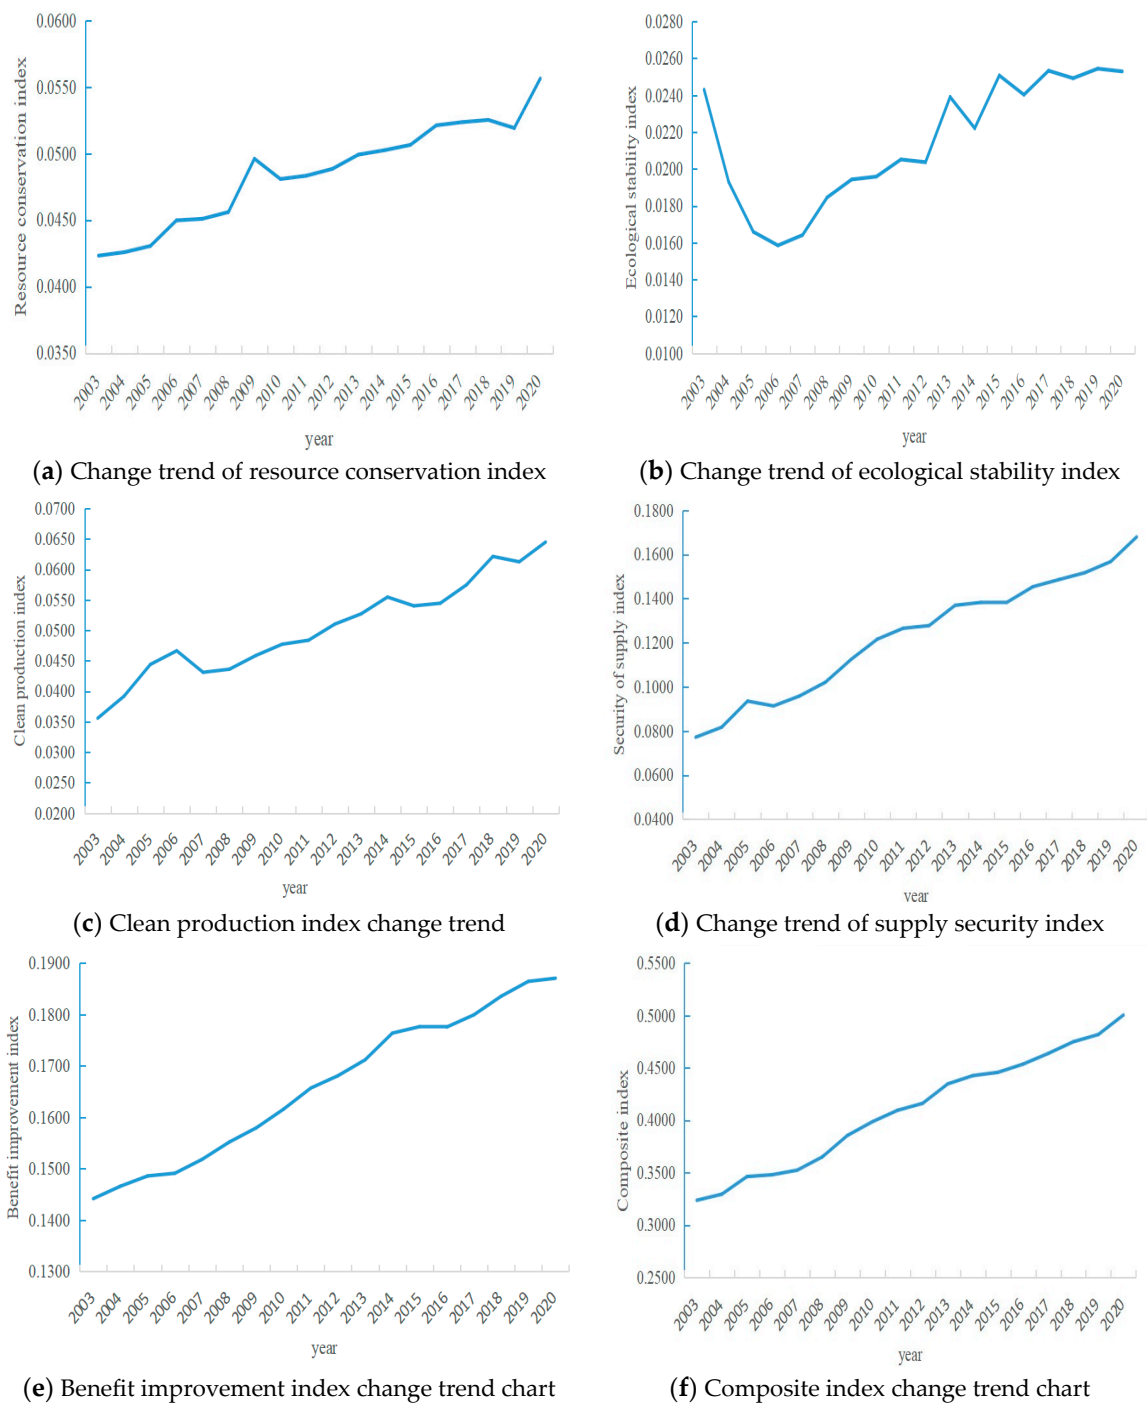 0.0600
0.0550
0.0500
0.0450
0.0400
0.0350
Resource conservation index
2003 2004 2005 2006 2007 2008 2009 2010 2011 2012 2013 2014 2015 2016 2017 2018 2019 2020
year
(a) Change trend of resource conservation index
0.0280
0.0260
0.0240
0.0220
0.0200
0.0180
0.0160
0.0140
0.0120
0.0100
Ecological stability index
2003 2004 2005 2006 2007 2008 2009 2010 2011 2012 2013 2014 2015 2016 2017 2018 2019 2020
year
(b) Change trend of ecological stability index
0.0700
0.0650
0.0600
0.0550
0.0500
0.0450
0.0400
0.0350
0.0300
0.0250
0.0200
Clean production index
2003 2004 2005 2006 2007 2008 2009 2010 2011 2012 2013 2014 2015 2016 2017 2018 2019 2020
year
(c) Clean production index change trend
0.1800
0.1600
0.1400
0.1200
0.1000
0.0800
0.0600
0.0400
Security of supply index
2003 2004 2005 2006 2007 2008 2009 2010 2011 2012 2013 2014 2015 2016 2017 2018 2019 2020
year
(d) Change trend of supply security index
0.1900
0.1800
0.1700
0.1600
0.1500
0.1400
0.1300
Benefit improvement index
2003 2004 2005 2006 2007 2008 2009 2010 2011 2012 2013 2014 2015 2016 2017 2018 2019 2020
year
(e) Benefit improvement index change trend chart
0.5500
0.5000
0.4500
0.4000
0.3500
0.3000
0.2500
Composite index
2003 2004 2005 2006 2007 2008 2009 2010 2011 2012 2013 2014 2015 2016 2017 2018 2019 2020
year
(f) Composite index change trend chart